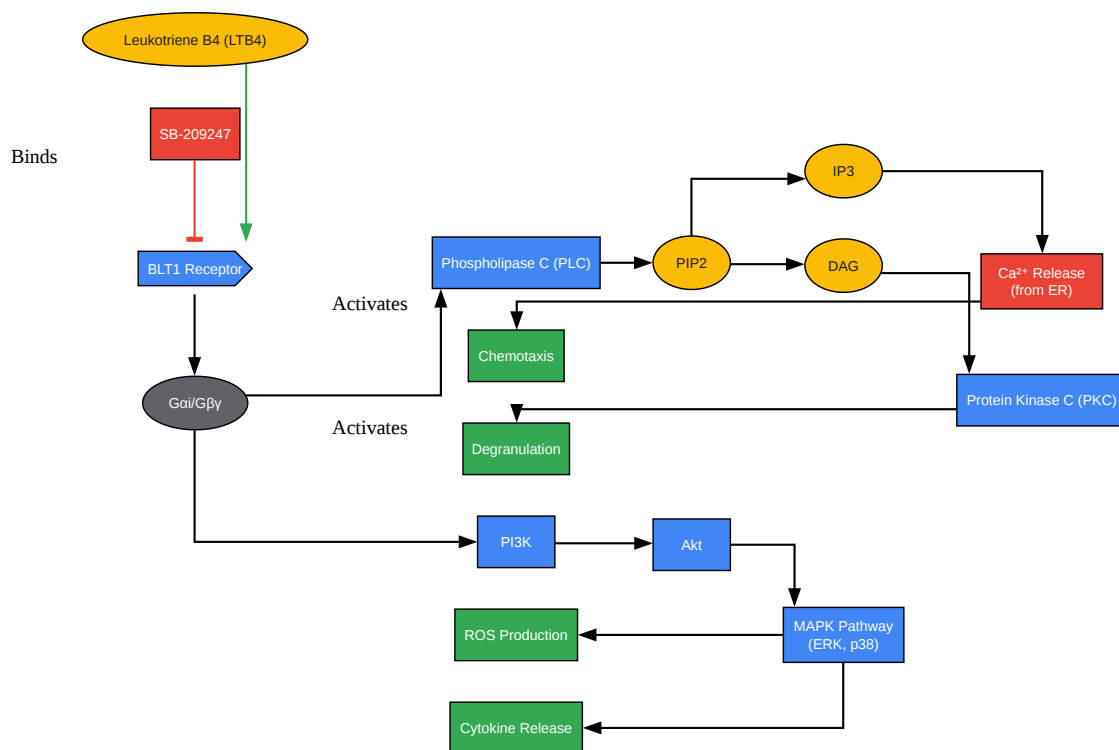 Leukotriene B4 (LTB4)
SB-209247
Binds
IP3
BLT1 Receptor
Phospholipase C (PLC)
PIP2
DAG
Ca²⁺ Release
(from ER)
Activates
Chemotaxis
Gαi/Gβγ
Protein Kinase C (PKC)
Activates
Degranulation
PI3K
Akt
ROS Production
MAPK Pathway
(ERK, p38)
Cytokine Release